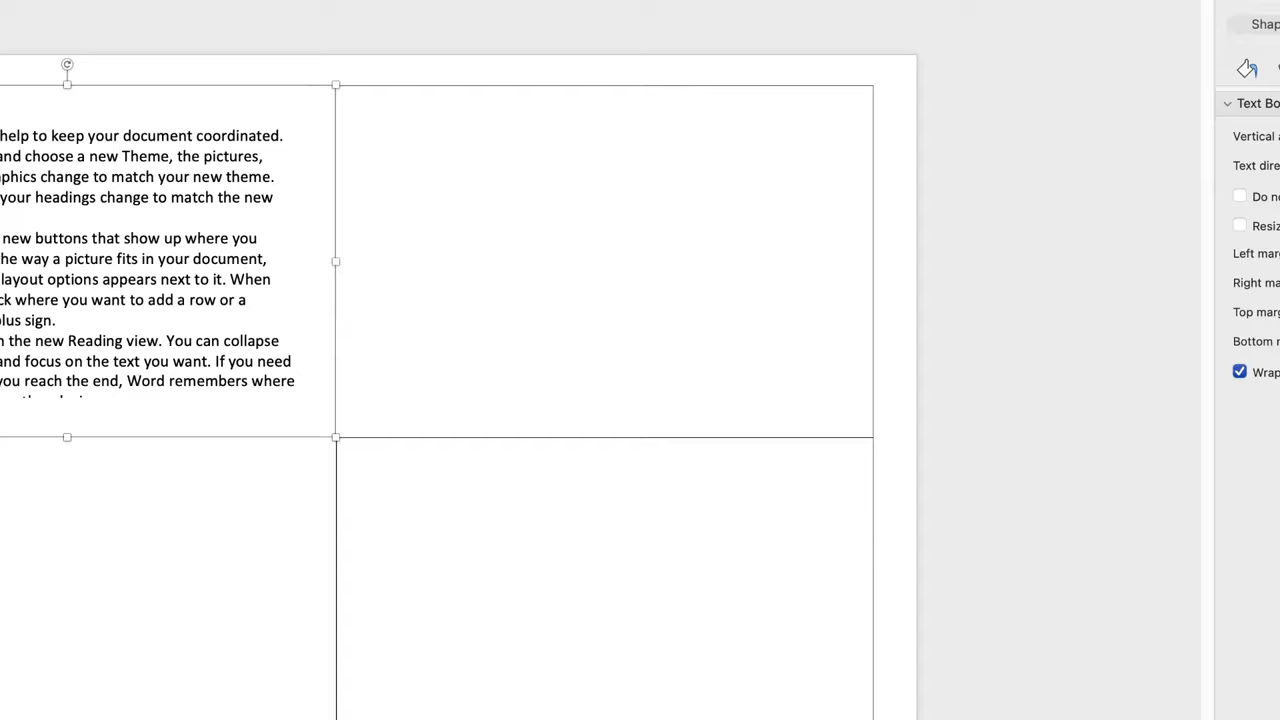 help to keep your document coordinated.
and choose a new Theme, the pictures,
aphics change to match your new theme.
your headings change to match the new
new buttons that show up where you
he way a picture fits in your document,
layout options appears next to it. When
ck where you want to add a row or a
plus sign.
n the new Reading view. You can collapse
and focus on the text you want. If you need
you reach the end, Word remembers where
Shap
Text Bo
Vertical a
Text dire
Do no
Resiz
Left mar
Right ma
Top marg
Bottom m
Wrap